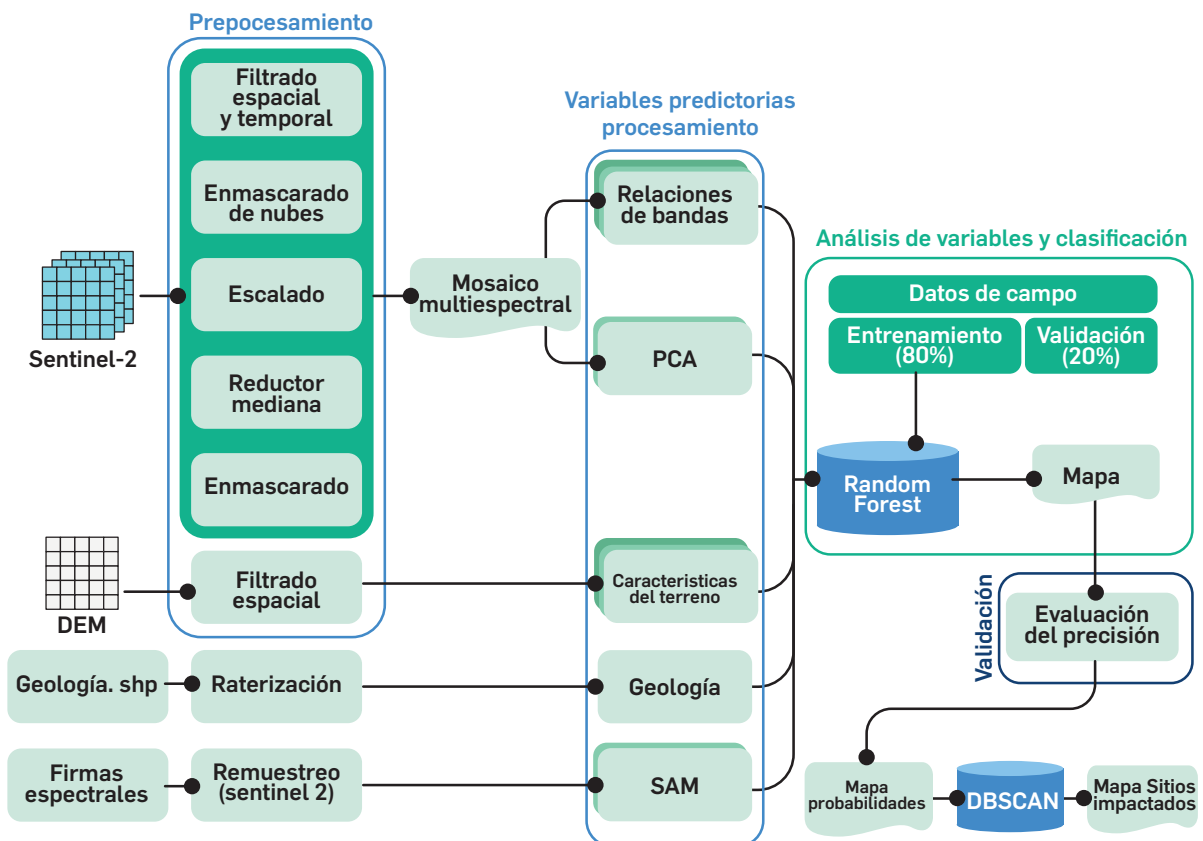 Prepocesamiento
Filtrado
espacial
y temporal
Enmascarado
de nubes
Escalado
Reductor
mediana
Enmascarado
Sentinel-2
Filtrado
espacial
DEM
Geología. shp
Raterización
Firmas
espectrales
Remuestreo
(sentinel 2)
Mosaico
multiespectral
Variables predictorias
procesamiento
Relaciones
de bandas
PCA
Caracteristicas
del terreno
Geología
SAM
Análisis de variables y clasificación
Datos de campo
Entrenamiento
(80%)
Validación
(20%)
Random
Forest
Mapa
Validación
Evaluación
del precisión
Mapa
probabilidades
DBSCAN
Mapa Sitios
impactados